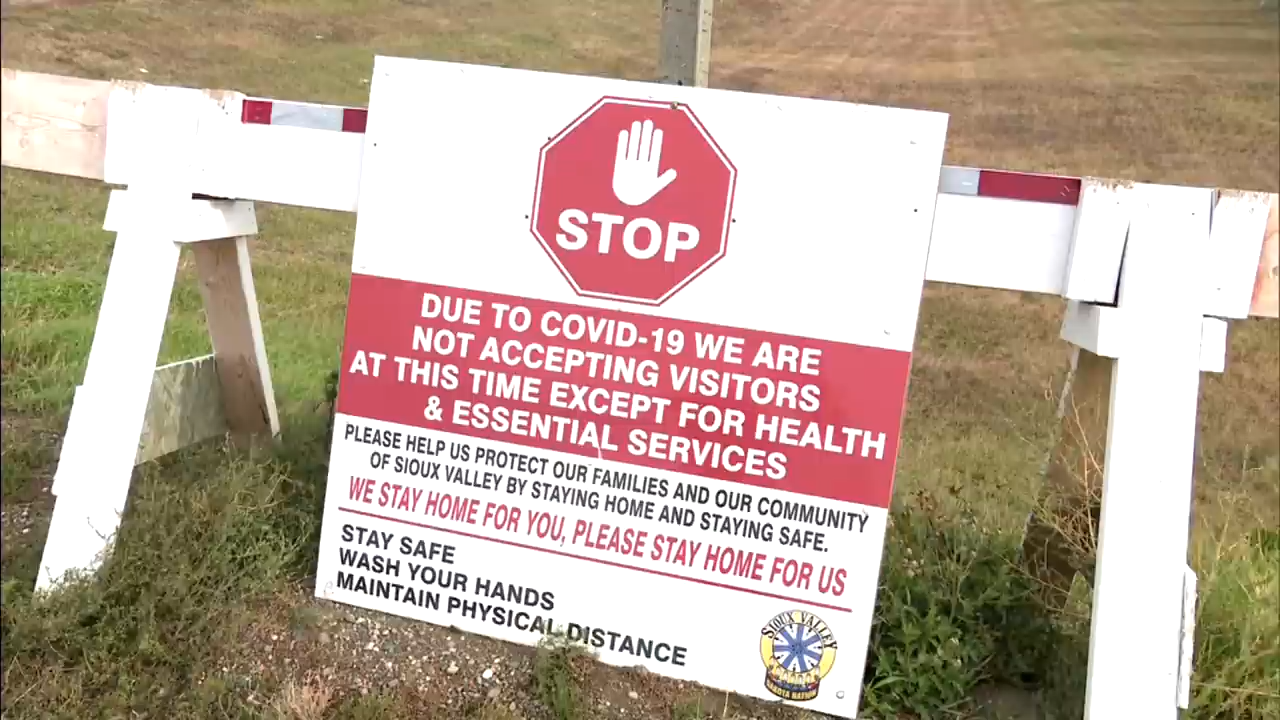 STOP
DUE TO COVID-19 WE ARE
NOT ACCEPTING VISITORS
AT THIS TIME EXCEPT FOR HEALTH
& ESSENTIAL SERVICES
PLEASE HELP US PROTECT OUR FAMILIES AND OUR COMMUNITY
OF SIOUX VALLEY BY STAYING HOME AND STAYING SAFE.
WE STAY HOME FOR YOU, PLEASE STAY HOME FOR US
STAY SAFE
WASH YOUR HANDS
MAINTAIN PHYSICAL DISTANCE
SIOUX VALLEY
DAKOTA NATION